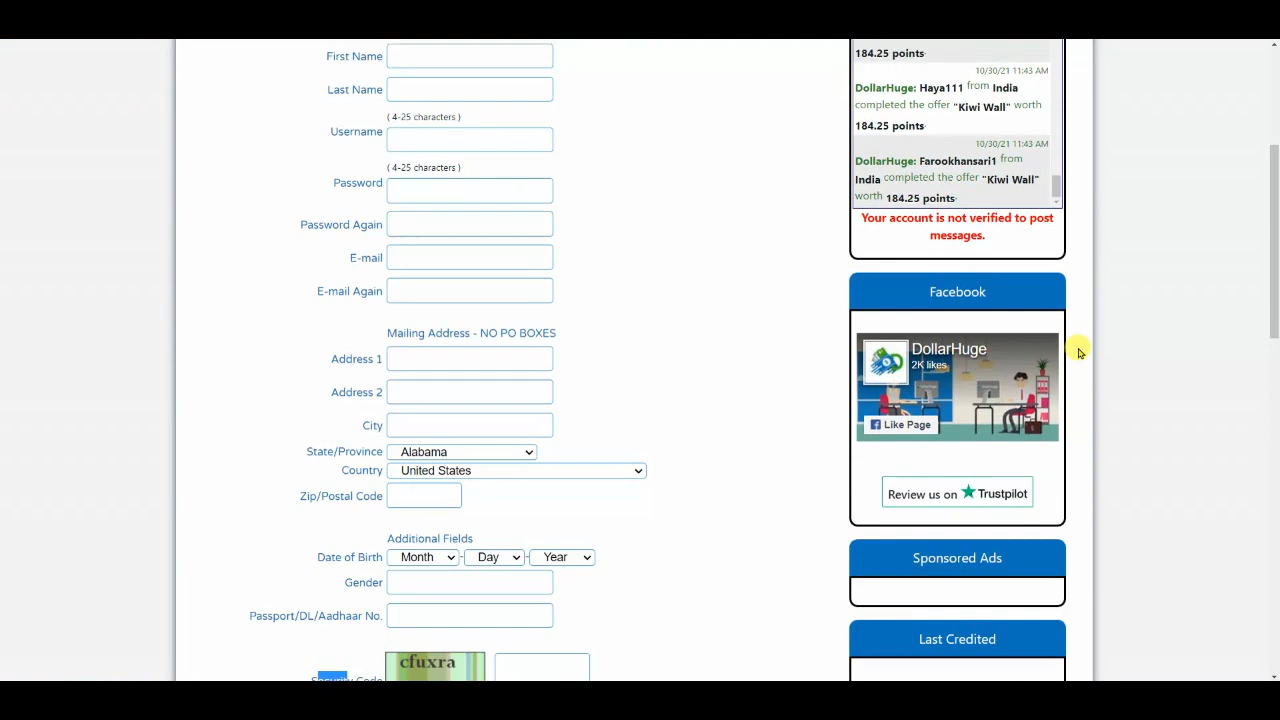 First Name
Last Name
( 4-25 characters )
Username
( 4-25 characters )
Password
Password Again
E-mail
E-mail Again
Mailing Address - NO PO BOXES
Address 1
Address 2
City
State/Province Alabama
Country United States
Zip/Postal Code
Additional Fields
Date of Birth Month - Day - Year
Gender
Passport/DL/Aadhaar No.
cfuxra
Security Code
184.25 points.
10/30/21 11:43 AM
DollarHuge: Haya111 from India
completed the offer "Kiwi Wall" worth
184.25 points.
10/30/21 11:43 AM
DollarHuge: Farookhansari1 from
India completed the offer "Kiwi Wall"
worth 184.25 points.
Your account is not verified to post
messages.
Facebook
DollarHuge
2K likes
Like Page
Review us on Trustpilot
Sponsored Ads
Last Credited